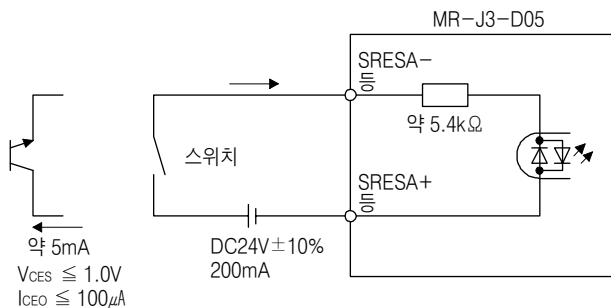 MR-J3-D05
SRESA-
등
약 5.4kΩ
스위치
SRESA+
등
약 5mA
VCES ≦ 1.0V
ICEO ≦ 100㎂
DC24V±10%
200mA